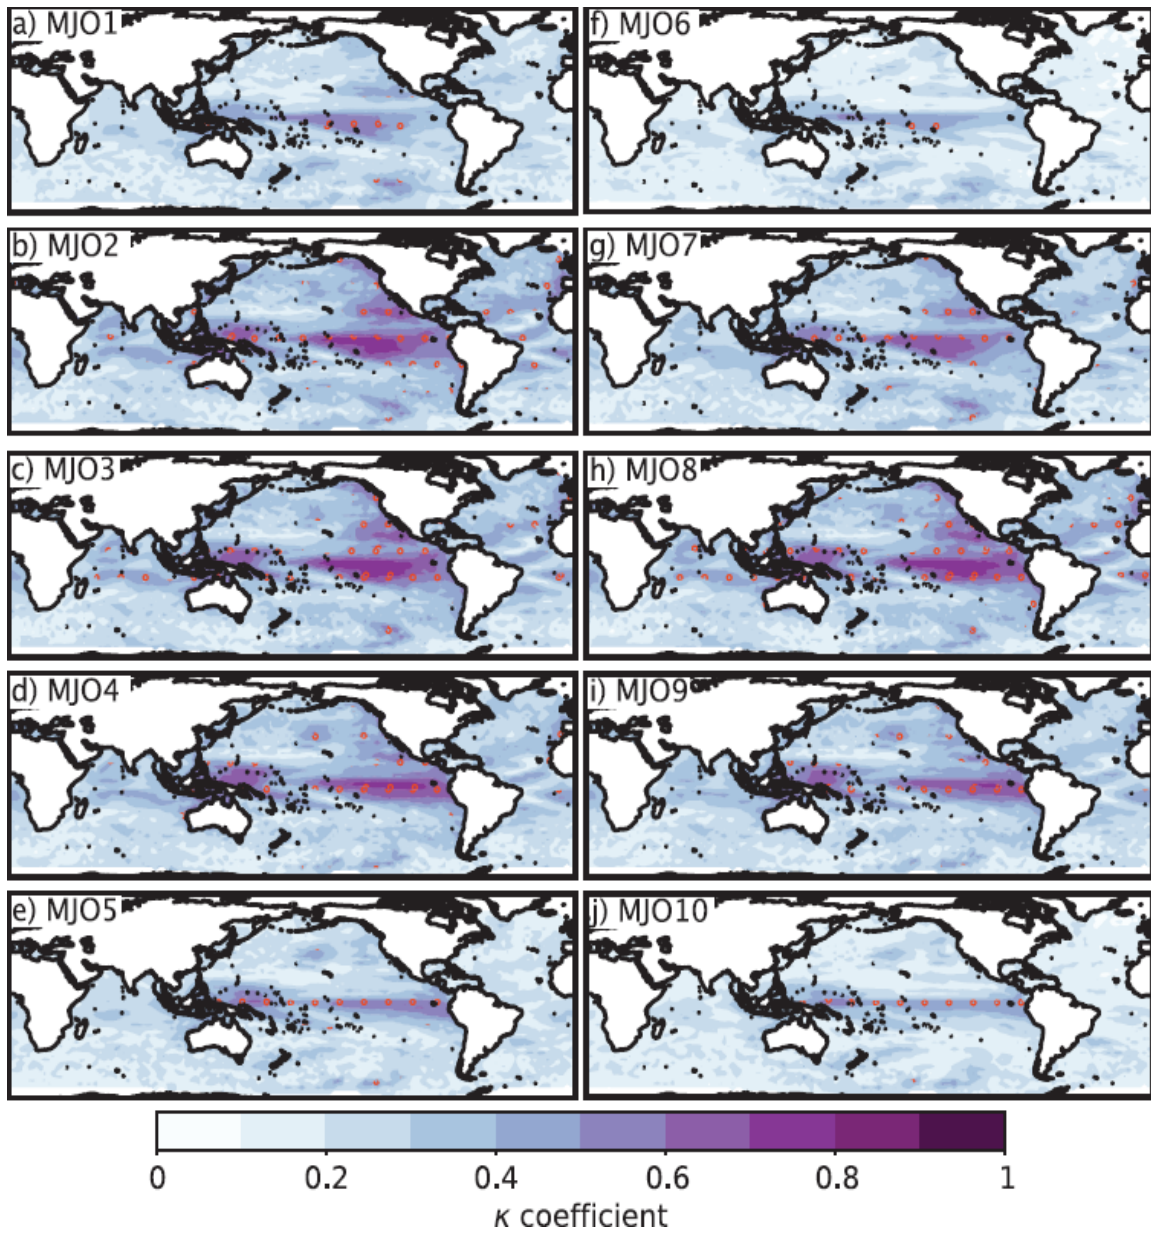 a) MJO1
f) MJO6
b) MJO2
g) MJO7
c) MJO3
h) MJO8
d) MJO4
i) MJO9
e) MJO5
j) MJO10
0 0.2 0.4 0.6 0.8 1
κ coefficient